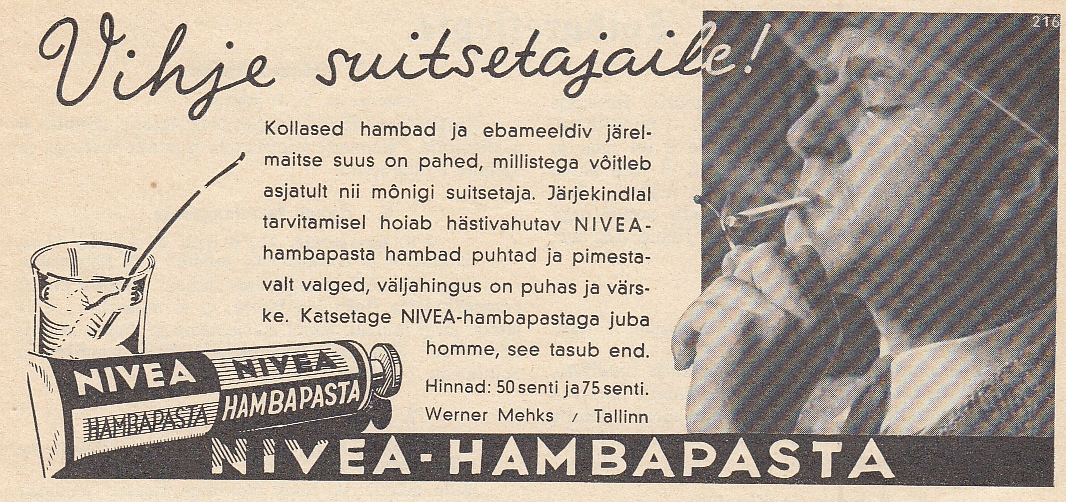 Vihje suitsetajaile!
216
Kollased hambad ja ebameeldiv järel-
maitse suus on pahed, millistega võitleb
asjatult nii mõnigi suitsetaja. Järjekindlal
tarvitamisel hoiab hästivahutav NIVEA-
hambapasta hambad puhtad ja pimesta-
valt valged, väljahingus on puhas ja värs-
ke. Katsetage NIVEA-hambapastaga juba
homme, see tasub end.
Hinnad: 50 senti ja 75 senti.
Werner Mehks / Tallinn
NIVEA NIVEA
HAMBAPASTA HAMBAPASTA
NIVEA-HAMBAPASTA